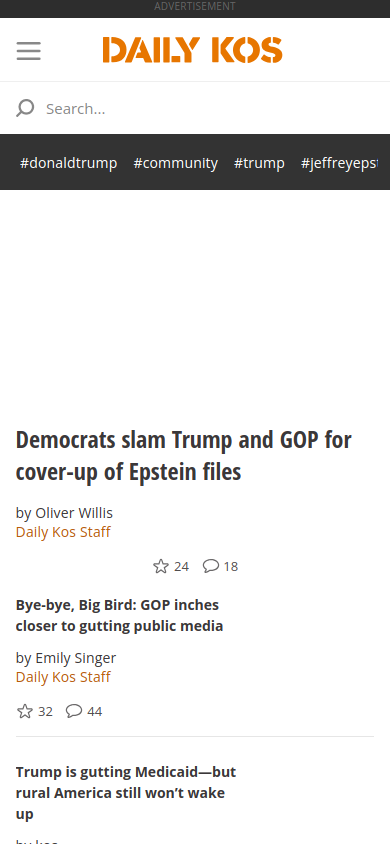 ADVERTISEMENT
DAILY KOS
Search...
#donaldtrump #community #trump #jeffreyeps
Democrats slam Trump and GOP for
cover-up of Epstein files
by Oliver Willis
Daily Kos Staff
24 18
Bye-bye, Big Bird: GOP inches
closer to gutting public media
by Emily Singer
Daily Kos Staff
32 44
Trump is gutting Medicaid—but
rural America still won’t wake
up
by kos